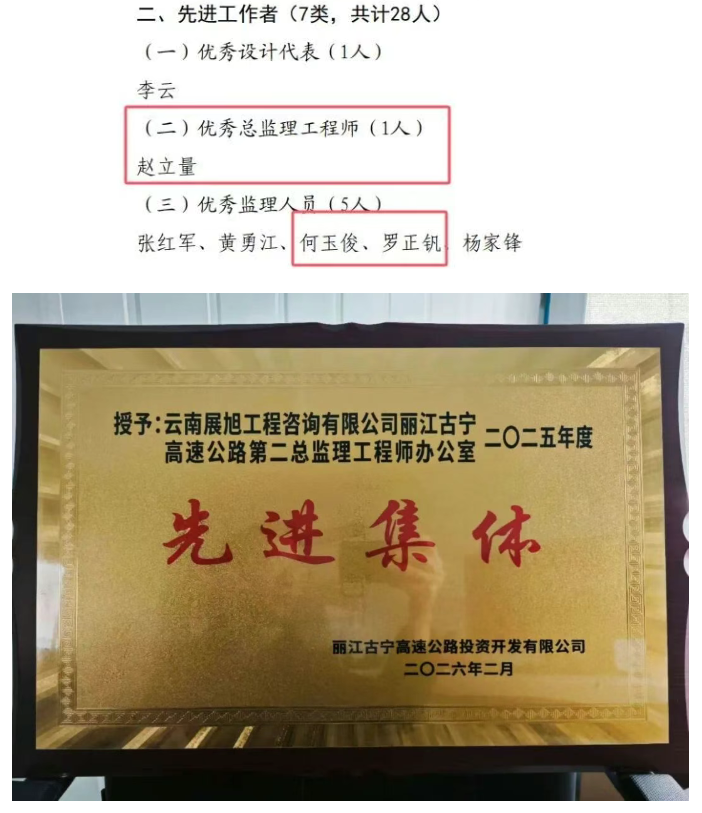 二、先进工作者（7类，共计28人）
（一）优秀设计代表（1人）
李云
（二）优秀总监理工程师（1人）
赵立量
（三）优秀监理人员（5人）
张红军、黄勇江、何玉俊、罗正钒、杨家锋
授予：云南展旭工程咨询有限公司丽江古宁
高速公路第二总监理工程师办公室 二〇二五年度
先进集体
丽江古宁高速公路投资开发有限公司
二〇二六年二月